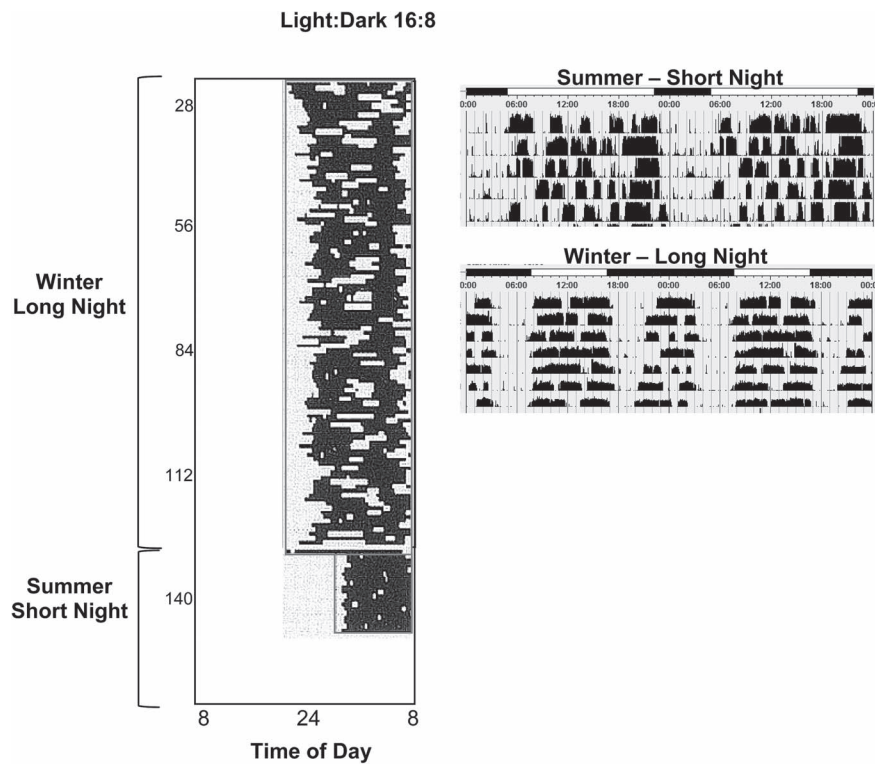 Light:Dark 16:8
28
56
84
112
140
Winter
Long Night
Summer
Short Night
8 24 8
Time of Day
Summer – Short Night
0:00 06:00 12:00 18:00 00:00 06:00 12:00 18:00 00:
Winter – Long Night
0:00 06:00 12:00 18:00 00:00 06:00 12:00 18:00 00: